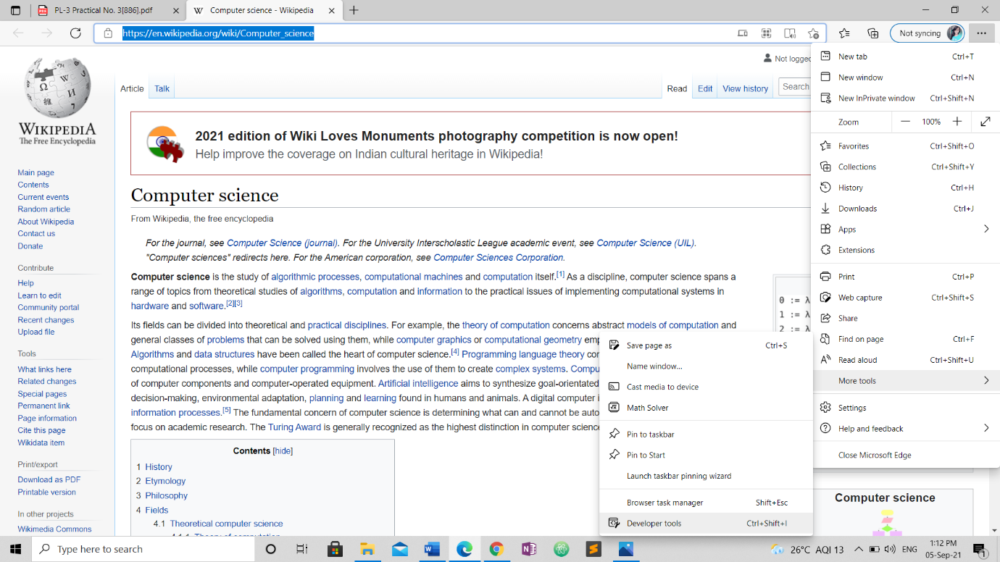 PL-3 Practical No. 3[886].pdf
Computer science - Wikipedia
https://en.wikipedia.org/wiki/Computer_science
Not syncing
WIKIPEDIA
The Free Encyclopedia
Main page
Contents
Current events
Random article
About Wikipedia
Contact us
Donate
Contribute
Help
Learn to edit
Community portal
Recent changes
Upload file
Tools
What links here
Related changes
Special pages
Permanent link
Page information
Cite this page
Wikidata item
Print/export
Download as PDF
Printable version
In other projects
Wikimedia Commons
Not logged
Article Talk Read Edit View history Search
2021 edition of Wiki Loves Monuments photography competition is now open!
Help improve the coverage on Indian cultural heritage in Wikipedia!
Computer science
From Wikipedia, the free encyclopedia
For the journal, see Computer Science (journal). For the University Interscholastic League academic event, see Computer Science (UIL).
"Computer sciences" redirects here. For the American corporation, see Computer Sciences Corporation.
Computer science is the study of algorithmic processes, computational machines and computation itself.[1] As a discipline, computer science spans a
range of topics from theoretical studies of algorithms, computation and information to the practical issues of implementing computational systems in
hardware and software.[2][3]
Its fields can be divided into theoretical and practical disciplines. For example, the theory of computation concerns abstract models of computation and
general classes of problems that can be solved using them, while computer graphics or computational geometry emp
Algorithms and data structures have been called the heart of computer science.[4] Programming language theory con
computational processes, while computer programming involves the use of them to create complex systems. Compu
of computer components and computer-operated equipment. Artificial intelligence aims to synthesize goal-orientated
decision-making, environmental adaptation, planning and learning found in humans and animals. A digital computer i
information processes.[5] The fundamental concern of computer science is determining what can and cannot be auto
focus on academic research. The Turing Award is generally recognized as the highest distinction in computer science
Contents [hide]
1 History
2 Etymology
3 Philosophy
4 Fields
4.1 Theoretical computer science
0 := λ
1 := λ
2 := λ
Computer science
New tab Ctrl+T
New window Ctrl+N
New InPrivate window Ctrl+Shift+N
Zoom 100%
Favorites Ctrl+Shift+O
Collections Ctrl+Shift+Y
History Ctrl+H
Downloads Ctrl+J
Apps
Extensions
Print Ctrl+P
Web capture Ctrl+Shift+S
Share
Find on page Ctrl+F
Read aloud Ctrl+Shift+U
More tools
Settings
Help and feedback
Close Microsoft Edge
Save page as Ctrl+S
Name window...
Cast media to device
Math Solver
Pin to taskbar
Pin to Start
Launch taskbar pinning wizard
Browser task manager Shift+Esc
Developer tools Ctrl+Shift+I
Type here to search
26°C AQI 13
ENG
1:12 PM
05-Sep-21
1